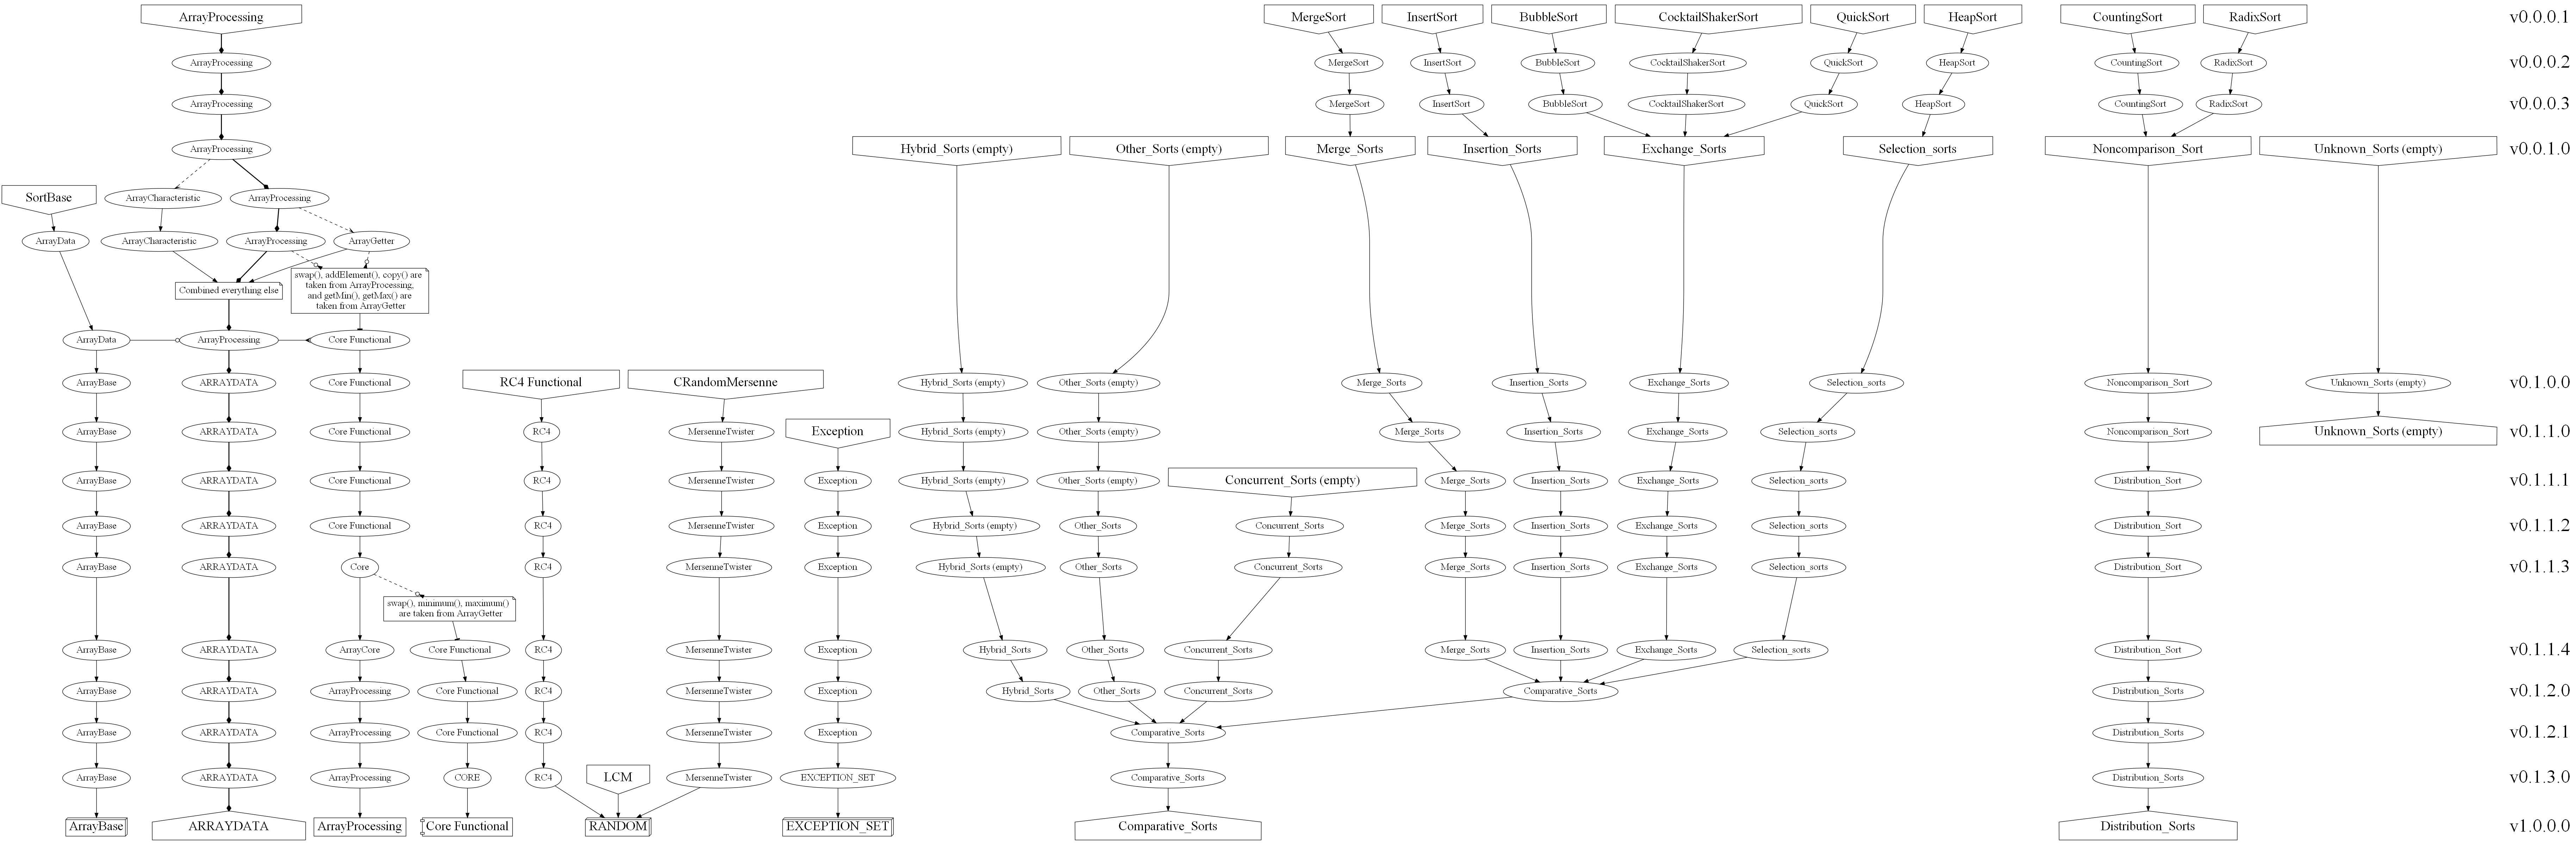 ArrayProcessing
MergeSort
InsertSort
BubbleSort
CocktailShakerSort
QuickSort
HeapSort
CountingSort
RadixSort
v0.0.0.1
ArrayProcessing
MergeSort
InsertSort
BubbleSort
CocktailShakerSort
QuickSort
HeapSort
CountingSort
RadixSort
v0.0.0.2
ArrayProcessing
MergeSort
InsertSort
BubbleSort
CocktailShakerSort
QuickSort
HeapSort
CountingSort
RadixSort
v0.0.0.3
ArrayProcessing
Hybrid_Sorts (empty)
Other_Sorts (empty)
Merge_Sorts
Insertion_Sorts
Exchange_Sorts
Selection_sorts
Noncomparison_Sort
Unknown_Sorts (empty)
v0.0.1.0
SortBase
ArrayCharacteristic
ArrayProcessing
ArrayData
ArrayCharacteristic
ArrayProcessing
ArrayGetter
Combined everything else
swap(), addElement(), copy() are
taken from ArrayProcessing,
and getMin(), getMax() are
taken from ArrayGetter
ArrayData
ArrayProcessing
Core Functional
ArrayBase
ARRAYDATA
Core Functional
RC4 Functional
CRandomMersenne
Hybrid_Sorts (empty)
Other_Sorts (empty)
Merge_Sorts
Insertion_Sorts
Exchange_Sorts
Selection_sorts
Noncomparison_Sort
Unknown_Sorts (empty)
v0.1.0.0
ArrayBase
ARRAYDATA
Core Functional
RC4
MersenneTwister
Exception
Hybrid_Sorts (empty)
Other_Sorts (empty)
Merge_Sorts
Insertion_Sorts
Exchange_Sorts
Selection_sorts
Noncomparison_Sort
Unknown_Sorts (empty)
v0.1.1.0
ArrayBase
ARRAYDATA
Core Functional
RC4
MersenneTwister
Exception
Hybrid_Sorts (empty)
Other_Sorts (empty)
Concurrent_Sorts (empty)
Merge_Sorts
Insertion_Sorts
Exchange_Sorts
Selection_sorts
Distribution_Sort
v0.1.1.1
ArrayBase
ARRAYDATA
Core Functional
RC4
MersenneTwister
Exception
Hybrid_Sorts (empty)
Other_Sorts
Concurrent_Sorts
Merge_Sorts
Insertion_Sorts
Exchange_Sorts
Selection_sorts
Distribution_Sort
v0.1.1.2
ArrayBase
ARRAYDATA
Core
RC4
MersenneTwister
Exception
Hybrid_Sorts (empty)
Other_Sorts
Concurrent_Sorts
Merge_Sorts
Insertion_Sorts
Exchange_Sorts
Selection_sorts
Distribution_Sort
v0.1.1.3
swap(), minimum(), maximum()
are taken from ArrayGetter
ArrayBase
ARRAYDATA
ArrayCore
Core Functional
RC4
MersenneTwister
Exception
Hybrid_Sorts
Other_Sorts
Concurrent_Sorts
Merge_Sorts
Insertion_Sorts
Exchange_Sorts
Selection_sorts
Distribution_Sort
v0.1.1.4
ArrayBase
ARRAYDATA
ArrayProcessing
Core Functional
RC4
MersenneTwister
Exception
Hybrid_Sorts
Other_Sorts
Concurrent_Sorts
Comparative_Sorts
Distribution_Sorts
v0.1.2.0
ArrayBase
ARRAYDATA
ArrayProcessing
Core Functional
RC4
MersenneTwister
Exception
Comparative_Sorts
Distribution_Sorts
v0.1.2.1
ArrayBase
ARRAYDATA
ArrayProcessing
CORE
RC4
LCM
MersenneTwister
EXCEPTION_SET
Comparative_Sorts
Distribution_Sorts
v0.1.3.0
ArrayBase
ARRAYDATA
ArrayProcessing
Core Functional
RANDOM
EXCEPTION_SET
Comparative_Sorts
Distribution_Sorts
v1.0.0.0